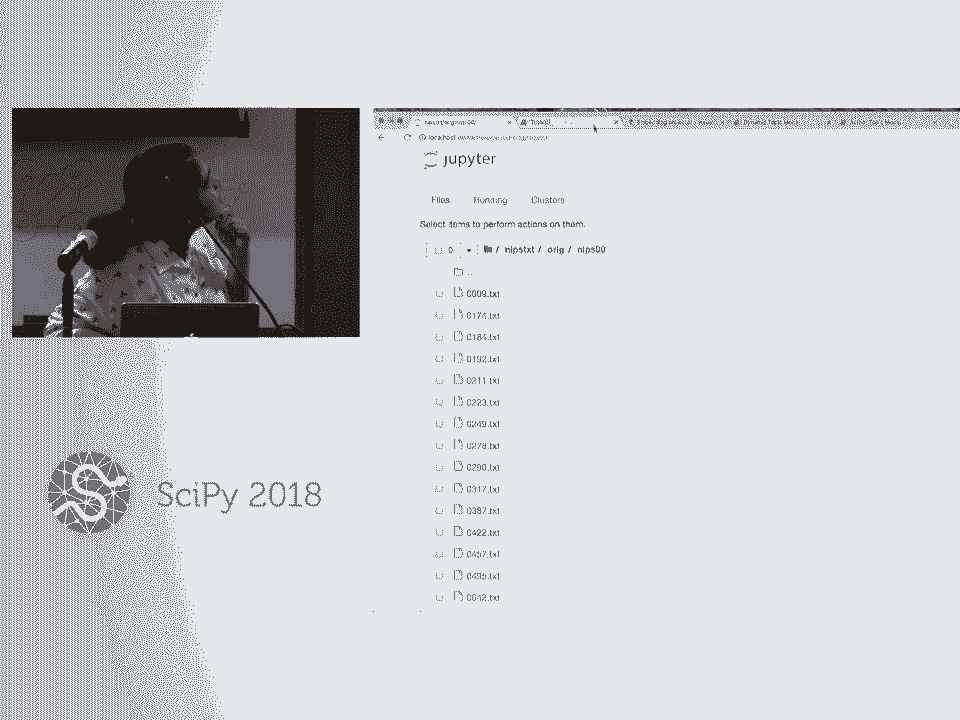 jupyter
Files Running Clusters
Select items to perform actions on them.
0 / nipstxt / orig / nips00
..
0009.txt
0174.txt
0184.txt
0192.txt
0211.txt
0223.txt
0249.txt
0278.txt
0290.txt
0317.txt
0387.txt
0422.txt
0457.txt
0495.txt
0642.txt
SciPy 2018